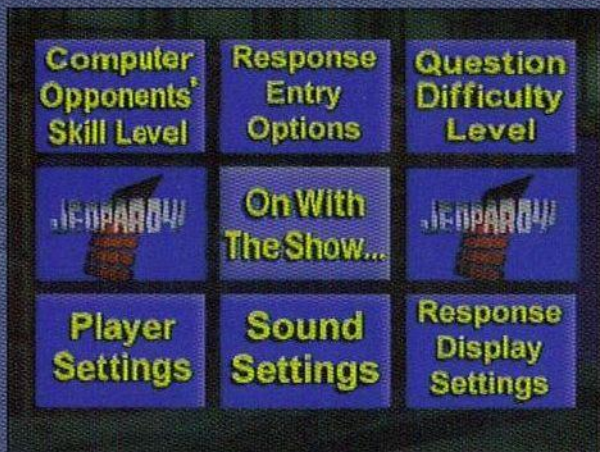 Computer
Opponents'
Skill Level
Response
Entry
Options
Question
Difficulty
Level
JEOPARDY!
On With
The Show...
JEOPARDY!
Player
Settings
Sound
Settings
Response
Display
Settings